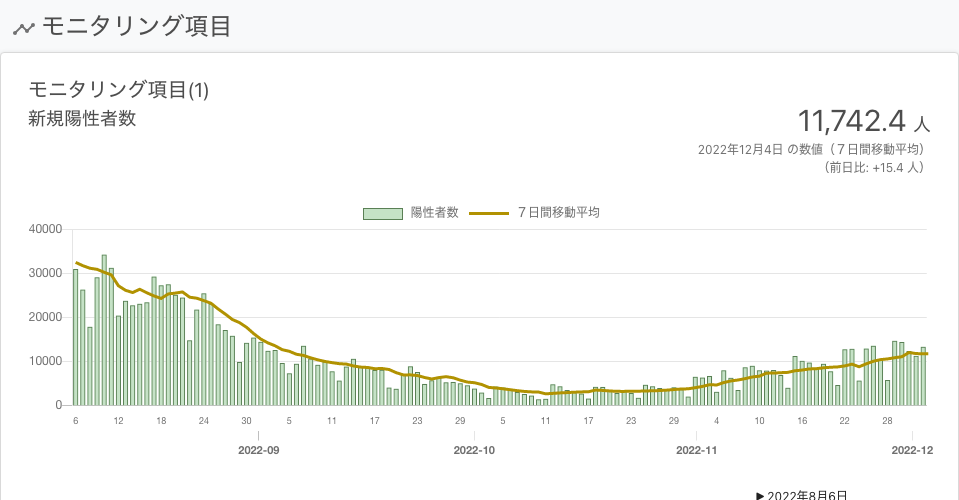 モニタリング項目
モニタリング項目(1)
新規陽性者数
11,742.4 人
2022年12月4日 の数値（７日間移動平均）
（前日比: +15.4 人）
陽性者数 ７日間移動平均
40000
30000
20000
10000
0
6 12 18 24 30 5 11 17 23 29 5 11 17 23 29 4 10 16 22 28
2022-09 2022-10 2022-11 2022-12
▶2022年8月6日